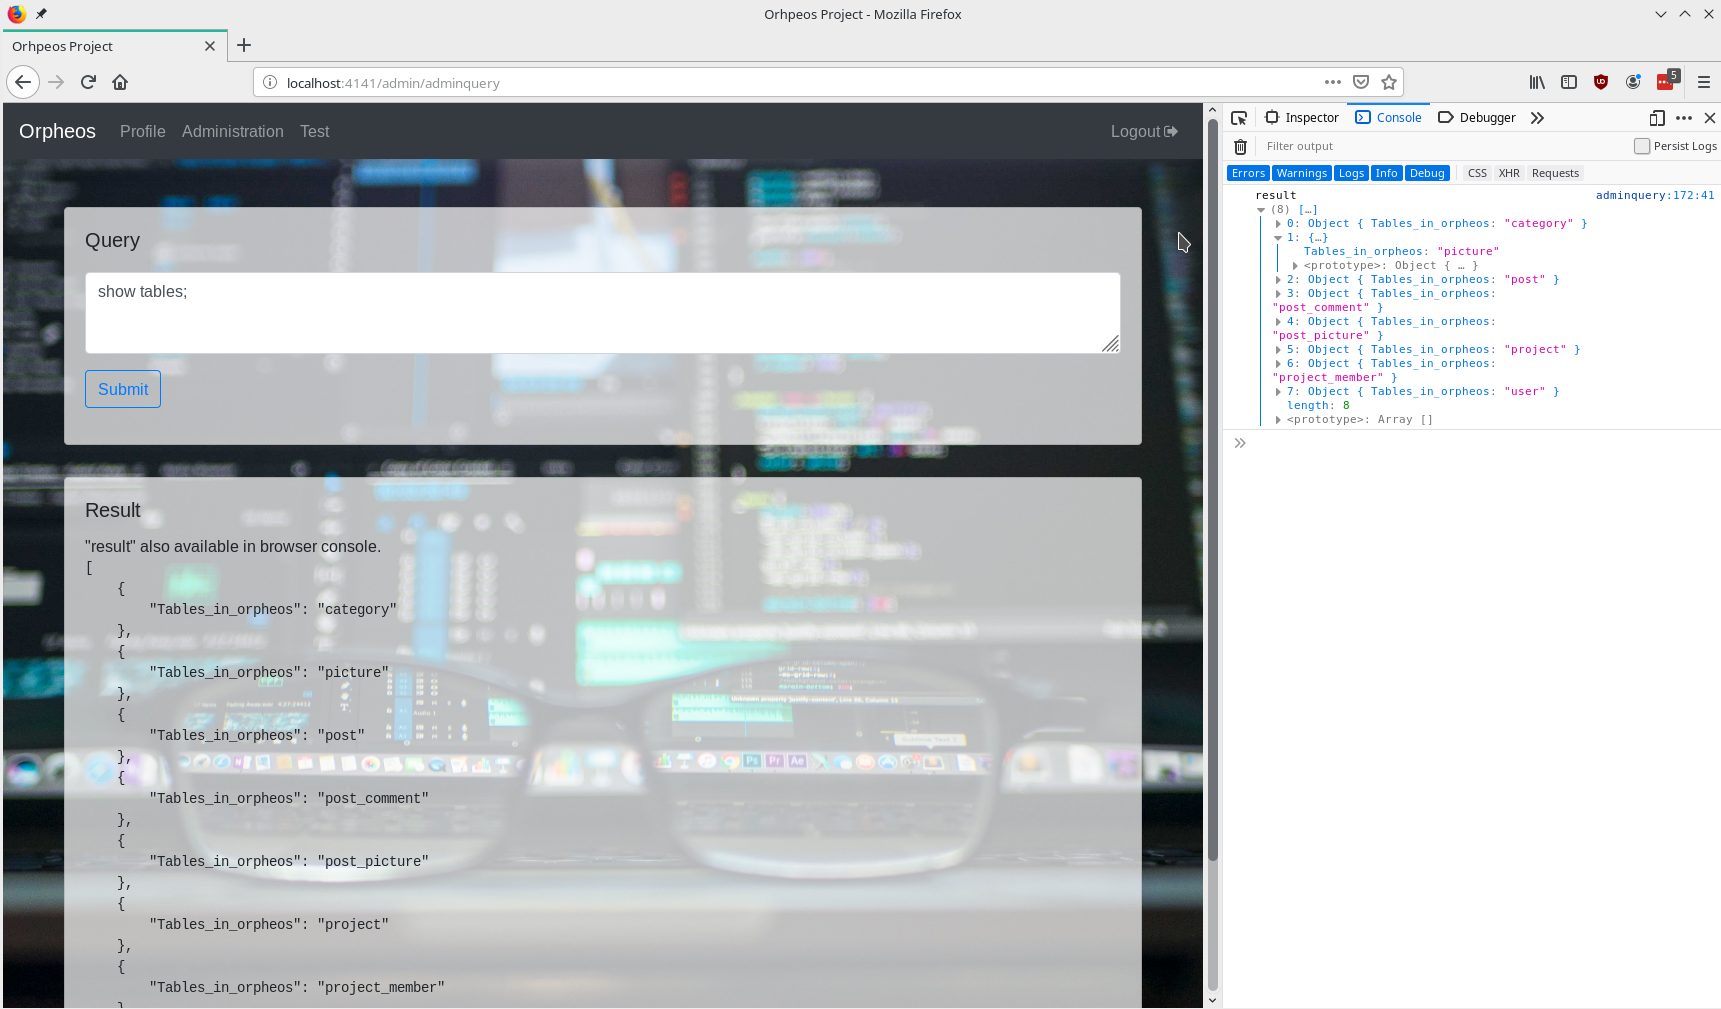 Orhpeos Project - Mozilla Firefox
Orhpeos Project
localhost:4141/admin/adminquery
5
Orpheos Profile Administration Test Logout
Query
show tables;
Submit
Result
"result" also available in browser console.
[
{
"Tables_in_orpheos": "category"
},
{
"Tables_in_orpheos": "picture"
},
{
"Tables_in_orpheos": "post"
},
{
"Tables_in_orpheos": "post_comment"
},
{
"Tables_in_orpheos": "post_picture"
},
{
"Tables_in_orpheos": "project"
},
{
"Tables_in_orpheos": "project_member"
Inspector Console Debugger
Filter output Persist Logs
Errors Warnings Logs Info Debug CSS XHR Requests
result adminquery:172:41
(8) […]
0: Object { Tables_in_orpheos: "category" }
1: {…}
Tables_in_orpheos: "picture"
<prototype>: Object { … }
2: Object { Tables_in_orpheos: "post" }
3: Object { Tables_in_orpheos:
"post_comment" }
4: Object { Tables_in_orpheos:
"post_picture" }
5: Object { Tables_in_orpheos: "project" }
6: Object { Tables_in_orpheos:
"project_member" }
7: Object { Tables_in_orpheos: "user" }
length: 8
<prototype>: Array []